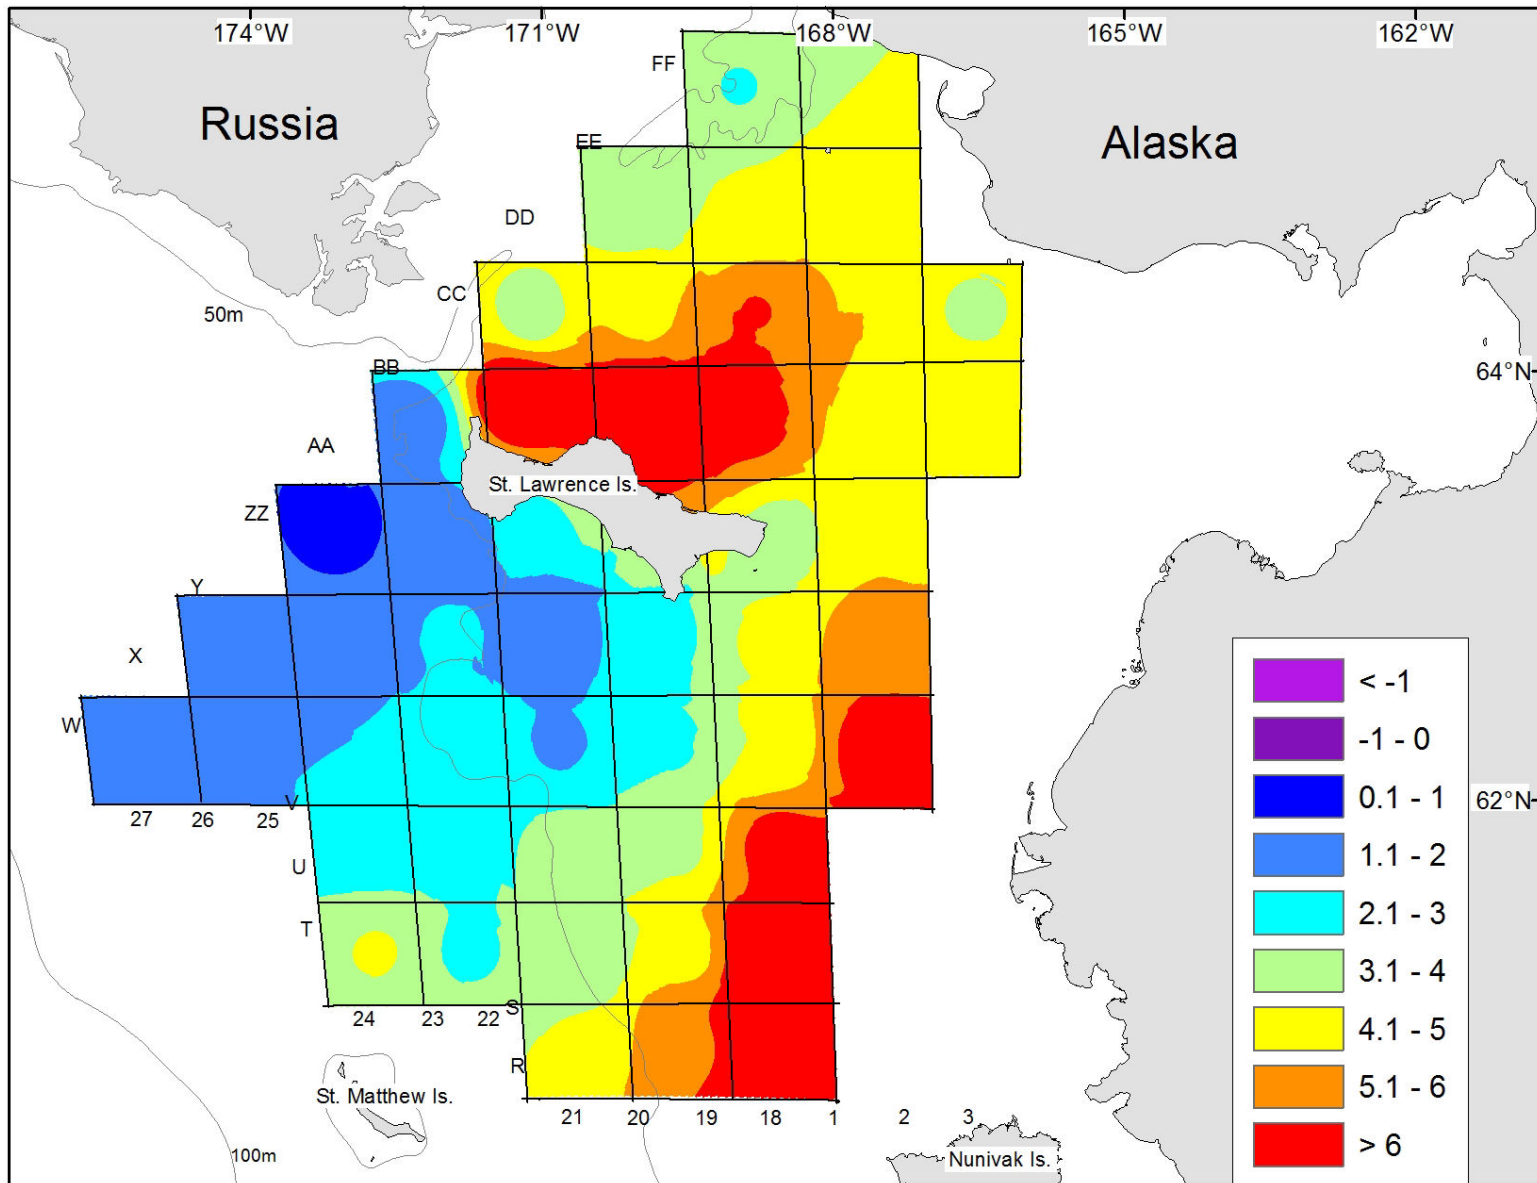 174°W 171°W 168°W 165°W 162°W
FF
Russia
Alaska
EE
DD
CC
50m
BB
64°N
AA
St. Lawrence Is.
ZZ
Y
X
< -1
W
-1 - 0
V
62°N
0.1 - 1
27 26 25
1.1 - 2
U
2.1 - 3
T
3.1 - 4
S
24 23 22
4.1 - 5
R
5.1 - 6
St. Matthew Is.
21 20 19 18 1 2 3
> 6
100m
Nunivak Is.